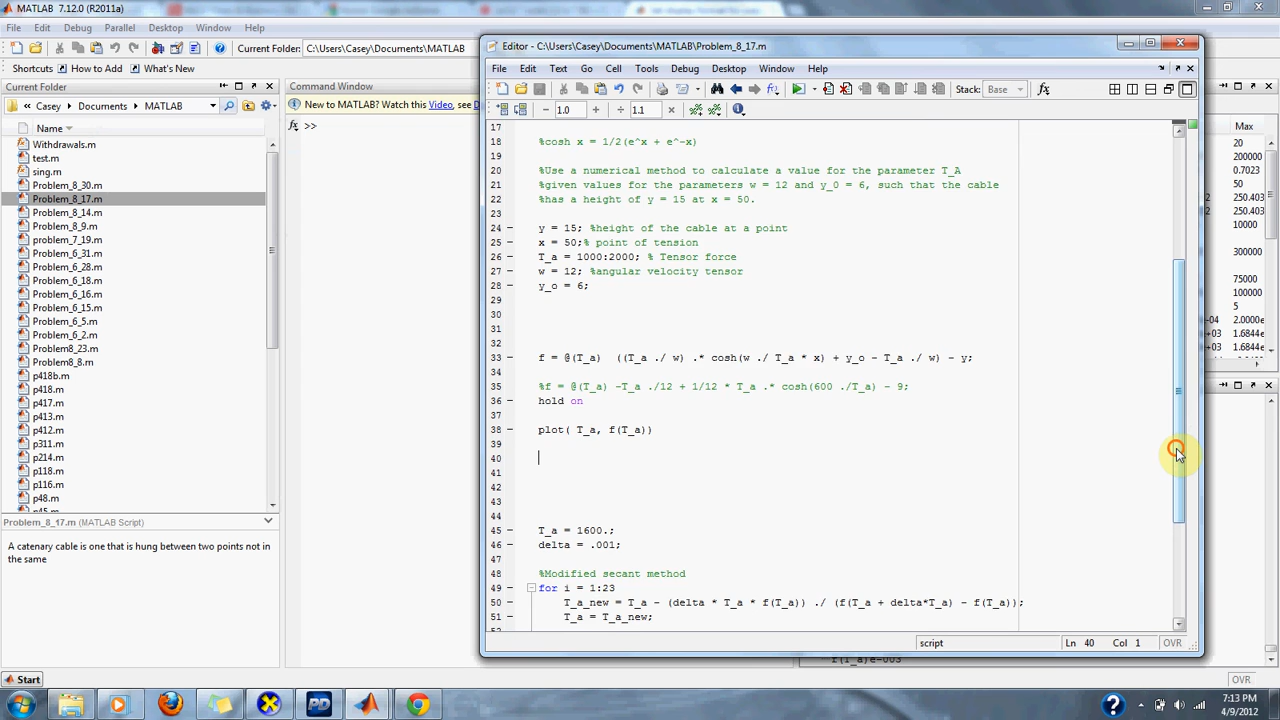 MATLAB 7.12.0 (R2011a)
File Edit Debug Parallel Desktop Window Help
Current Folder: C:\Users\Casey\Documents\MATLAB
Shortcuts How to Add What's New
Current Folder
Casey Documents MATLAB
Name
Withdrawals.m
test.m
sing.m
Problem_8_30.m
Problem_8_17.m
Problem_8_14.m
Problem_8_9.m
problem_7_19.m
Problem_6_31.m
Problem_6_28.m
Problem_6_18.m
Problem_6_16.m
Problem_6_15.m
Problem_6_5.m
Problem_6_2.m
Problem8_23.m
Problem8_8.m
p418b.m
p418.m
p417.m
p413.m
p412.m
p311.m
p214.m
p118.m
p116.m
p48.m
p45.m
Problem_8_17.m (MATLAB Script)
A catenary cable is one that is hung between two points not in
the same
Command Window
New to MATLAB? Watch this Video, see D
fx >>
Editor - C:\Users\Casey\Documents\MATLAB\Problem_8_17.m
File Edit Text Go Cell Tools Debug Desktop Window Help
Stack: Base fx
1.0 1.1
17
18 %cosh x = 1/2(e^x + e^-x)
19
20 %Use a numerical method to calculate a value for the parameter T_A
21 %given values for the parameters w = 12 and y_0 = 6, such that the cable
22 %has a height of y = 15 at x = 50.
23
24 y = 15; %height of the cable at a point
25 x = 50;% point of tension
26 T_a = 1000:2000; % Tensor force
27 w = 12; %angular velocity tensor
28 y_o = 6;
29
30
31
32
33 f = @(T_a) ((T_a ./ w) .* cosh(w ./ T_a * x) + y_o - T_a ./ w) - y;
34
35 %f = @(T_a) -T_a ./12 + 1/12 * T_a .* cosh(600 ./T_a) - 9;
36 hold on
37
38 plot( T_a, f(T_a))
39
40
41
42
43
44
45 T_a = 1600.;
46 delta = .001;
47
48 %Modified secant method
49 for i = 1:23
50 T_a_new = T_a - (delta * T_a * f(T_a)) ./ (f(T_a + delta*T_a) - f(T_a));
51 T_a = T_a_new;
script Ln 40 Col 1 OVR
Max
20
200000
0.7023
50
250.403
250.403
10000
300000
75000
100000
5
2.0000e
1.6844e
1.6844e
f(T_a)e-003
OVR
Start
7:13 PM
4/9/2012